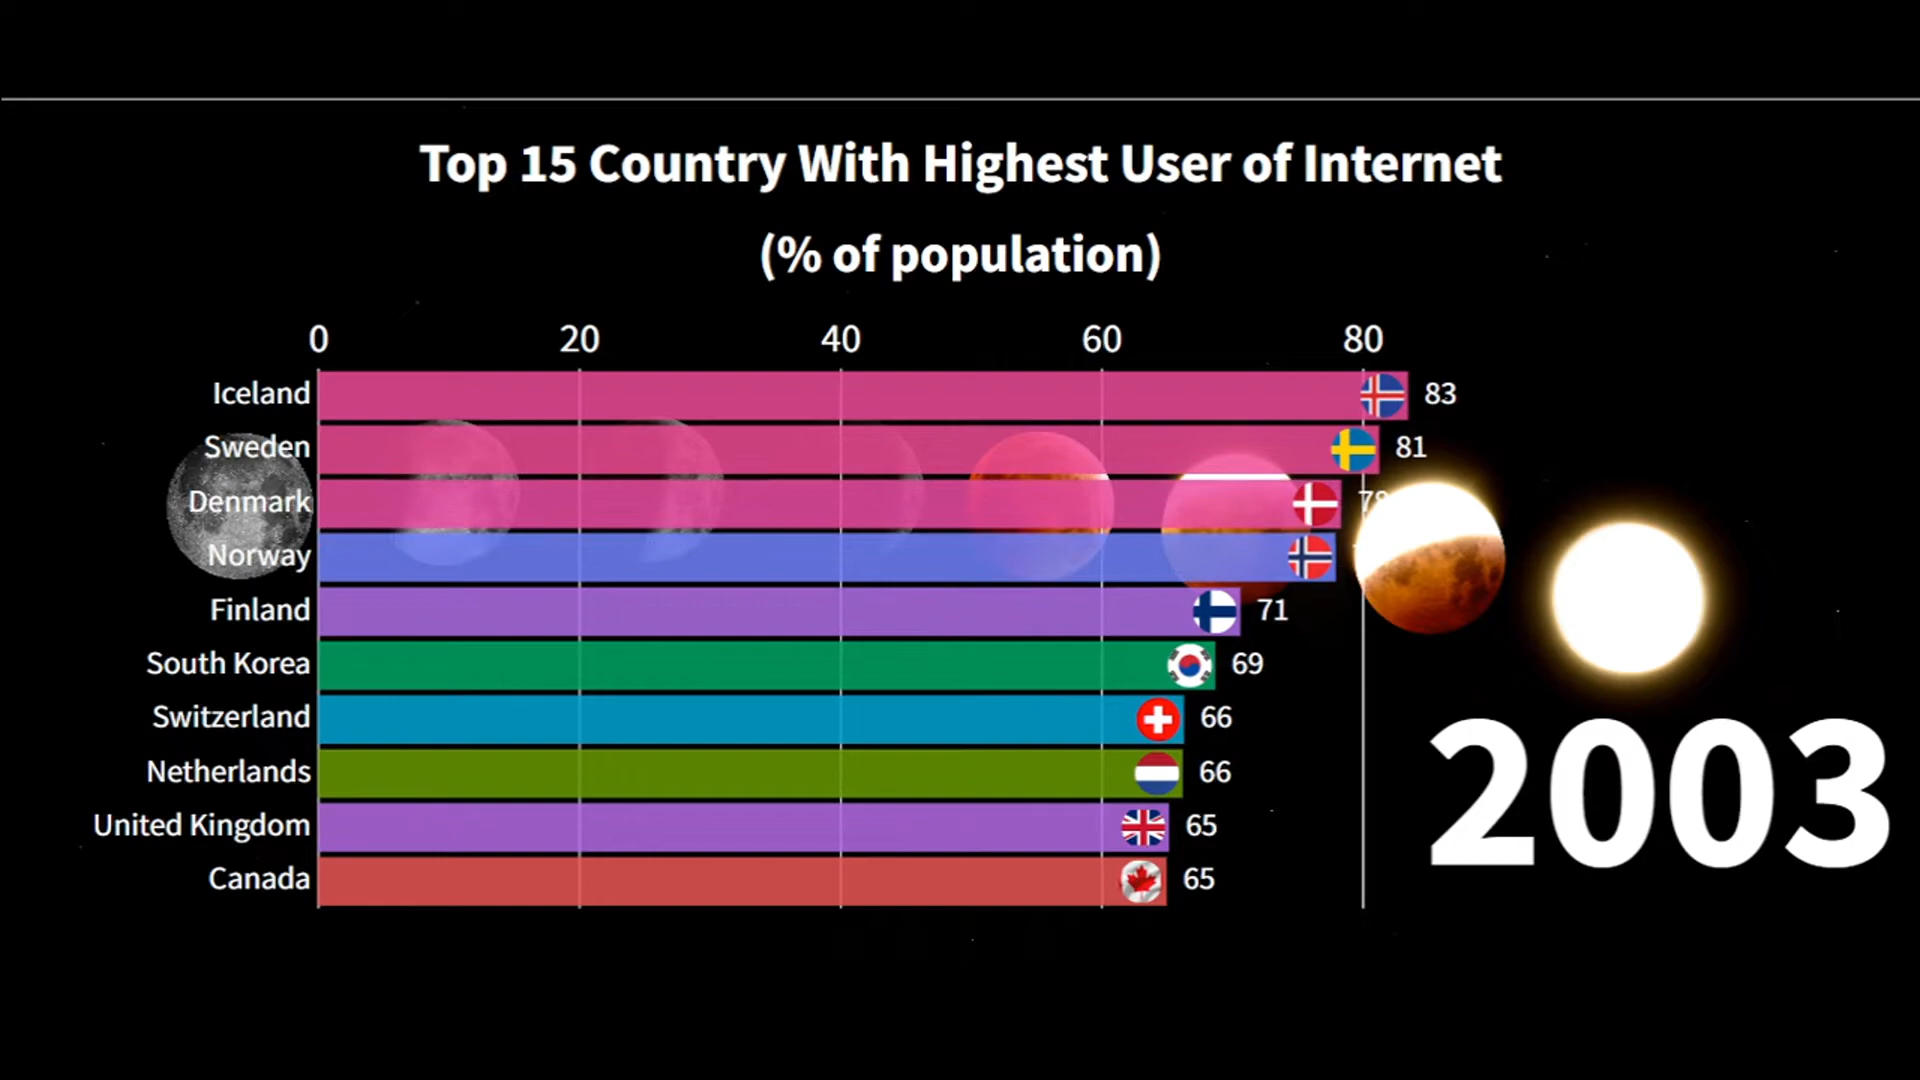 Top 15 Country With Highest User of Internet
(% of population)
0 20 40 60 80
Iceland 83
Sweden 81
Denmark
Norway
Finland 71
South Korea 69
Switzerland 66
Netherlands 66
United Kingdom 65
Canada 65
2003